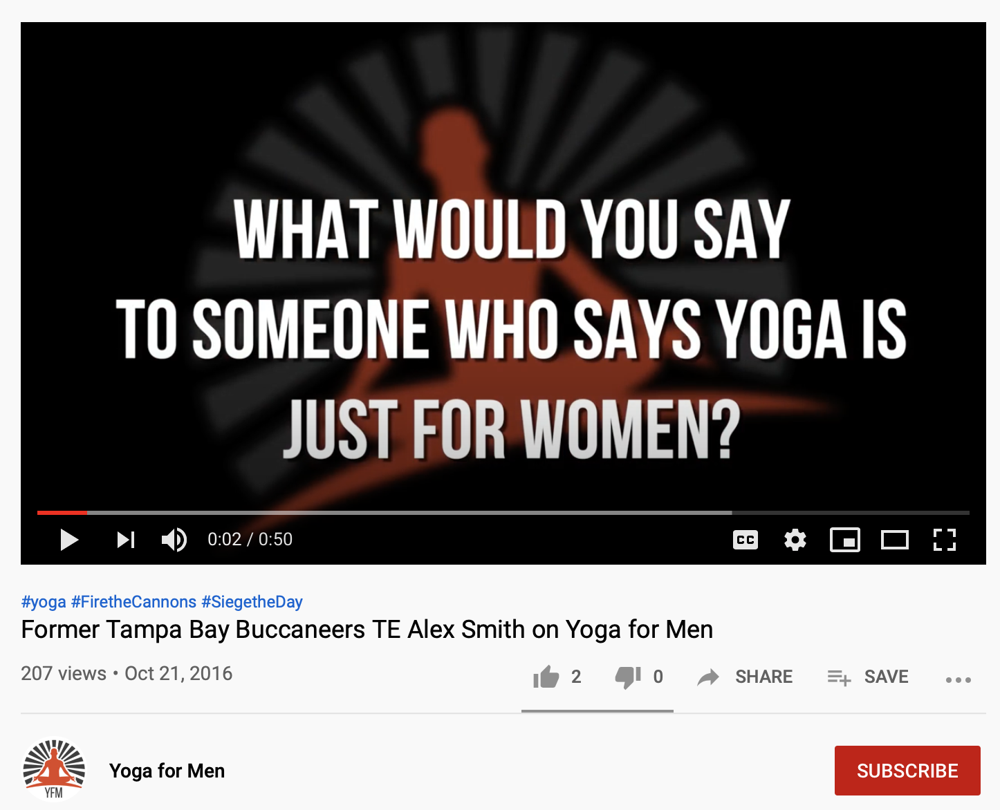 WHAT WOULD YOU SAY
TO SOMEONE WHO SAYS YOGA IS
JUST FOR WOMEN?
0:02 / 0:50
CC
#yoga #FiretheCannons #SiegetheDay
Former Tampa Bay Buccaneers TE Alex Smith on Yoga for Men
207 views • Oct 21, 2016
2 0 SHARE SAVE
Yoga for Men
SUBSCRIBE
YFM